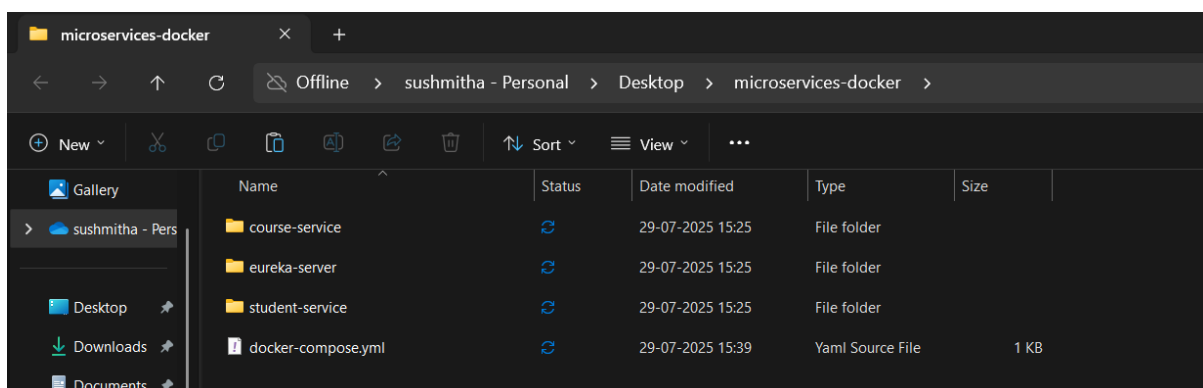 microservices-docker
Offline > sushmitha - Personal > Desktop > microservices-docker >
New Sort View ...
Gallery
sushmitha - Pers
Desktop
Downloads
Documents
Name Status Date modified Type Size
course-service 29-07-2025 15:25 File folder
eureka-server 29-07-2025 15:25 File folder
student-service 29-07-2025 15:25 File folder
docker-compose.yml 29-07-2025 15:39 Yaml Source File 1 KB